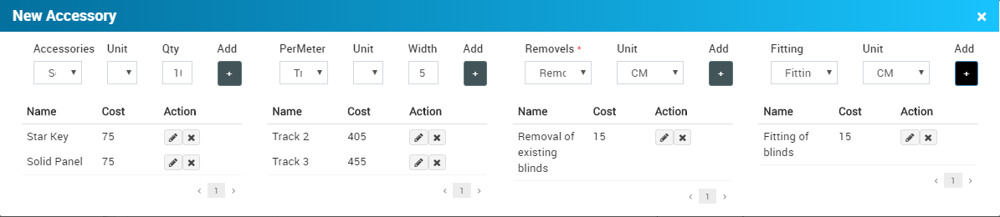 New Accessory ×
Accessories Unit Qty Add PerMeter Unit Width Add Removels * Unit Add Fitting Unit Add
+ 5 + CM + Fittin CM +
Name Cost Action Name Cost Action Name Cost Action Name Cost Action
Star Key 75 Track 2 405 Removal of 15 Fitting of 15
existing blinds
Solid Panel 75 Track 3 455 blinds
‹ 1 › ‹ 1 › ‹ 1 › ‹ 1 ›